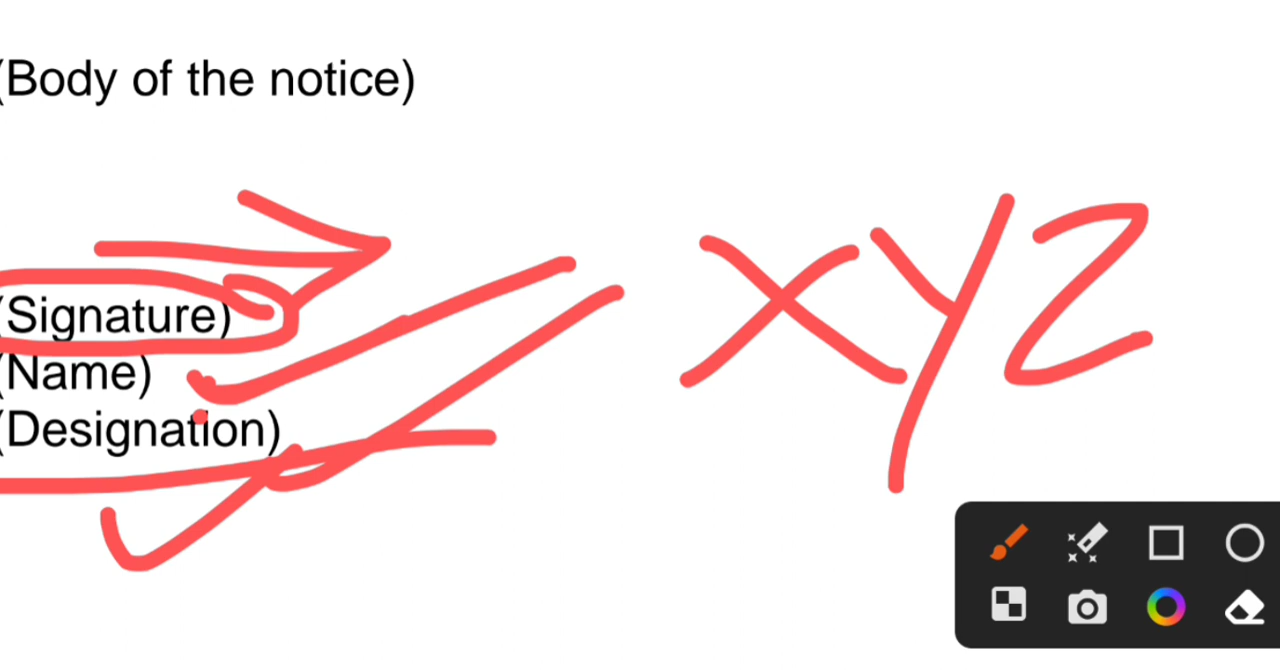 (Body of the notice)
XYZ
(Signature)
(Name)
(Designation)